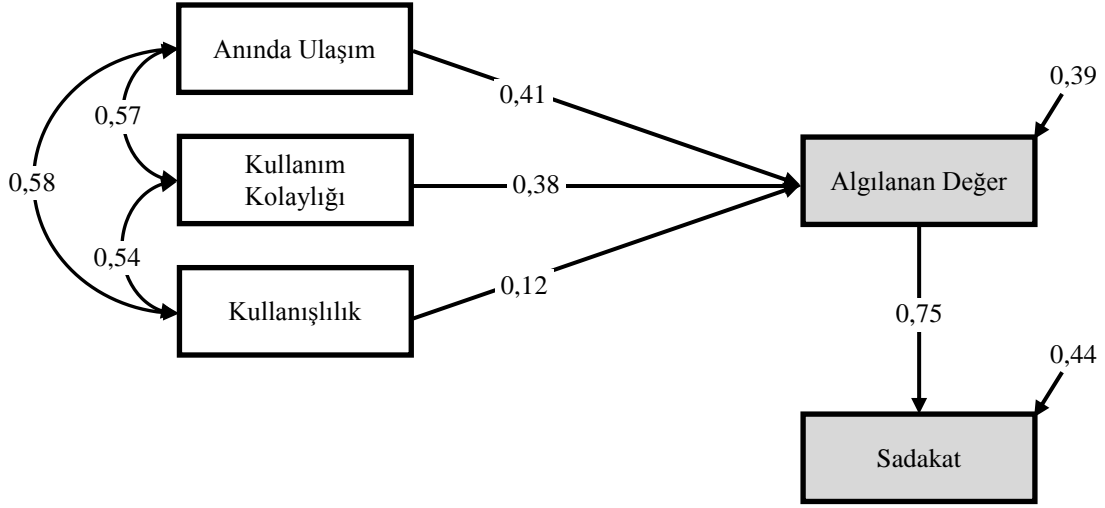 Anında Ulaşım
0,39
0,41
0,57
Kullanım
Kolaylığı
0,58
0,38
Algılanan Değer
0,54
0,12
Kullanışlılık
0,75
0,44
Sadakat